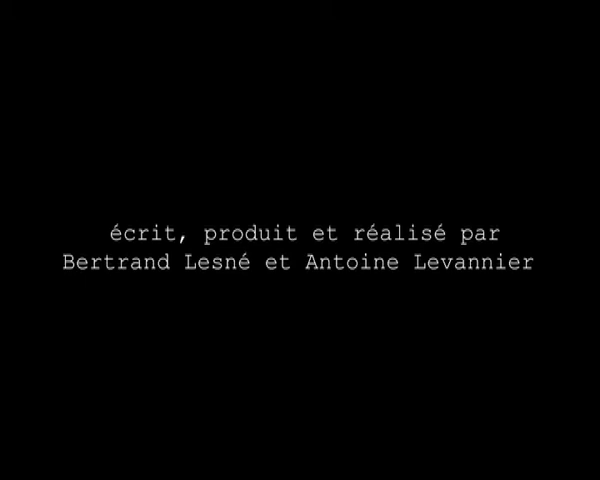 écrit, produit et réalisé par
Bertrand Lesné et Antoine Levannier